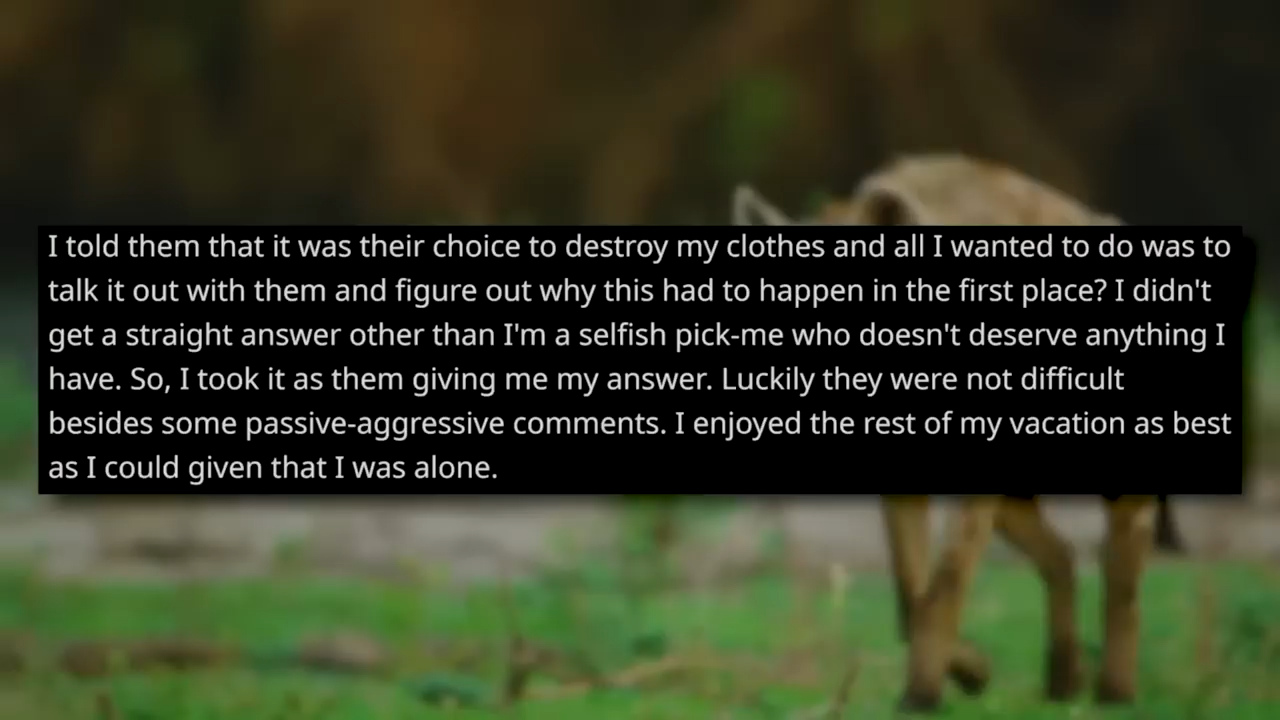 I told them that it was their choice to destroy my clothes and all I wanted to do was to
talk it out with them and figure out why this had to happen in the first place? I didn't
get a straight answer other than I'm a selfish pick-me who doesn't deserve anything I
have. So, I took it as them giving me my answer. Luckily they were not difficult
besides some passive-aggressive comments. I enjoyed the rest of my vacation as best
as I could given that I was alone.